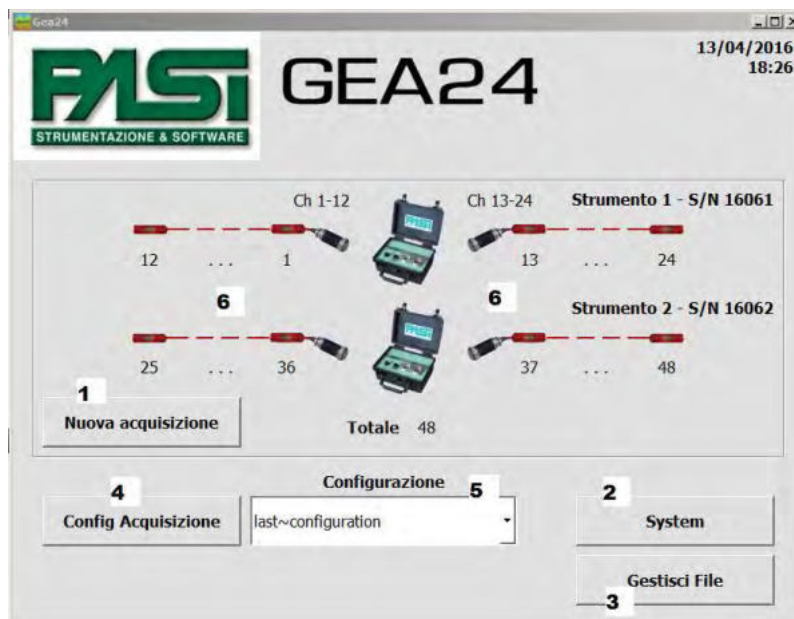 Gea24
PASI
STRUMENTAZIONE & SOFTWARE
GEA24
13/04/2016
18:26
Ch 1-12
Ch 13-24
Strumento 1 - S/N 16061
PASI
12 . . . 1
13 . . . 24
6
6
Strumento 2 - S/N 16062
PASI
25 . . . 36
37 . . . 48
1
Nuova acquisizione
Totale 48
Configurazione
4
5
2
Config Acquisizione
last~configuration
System
Gestisci File
3